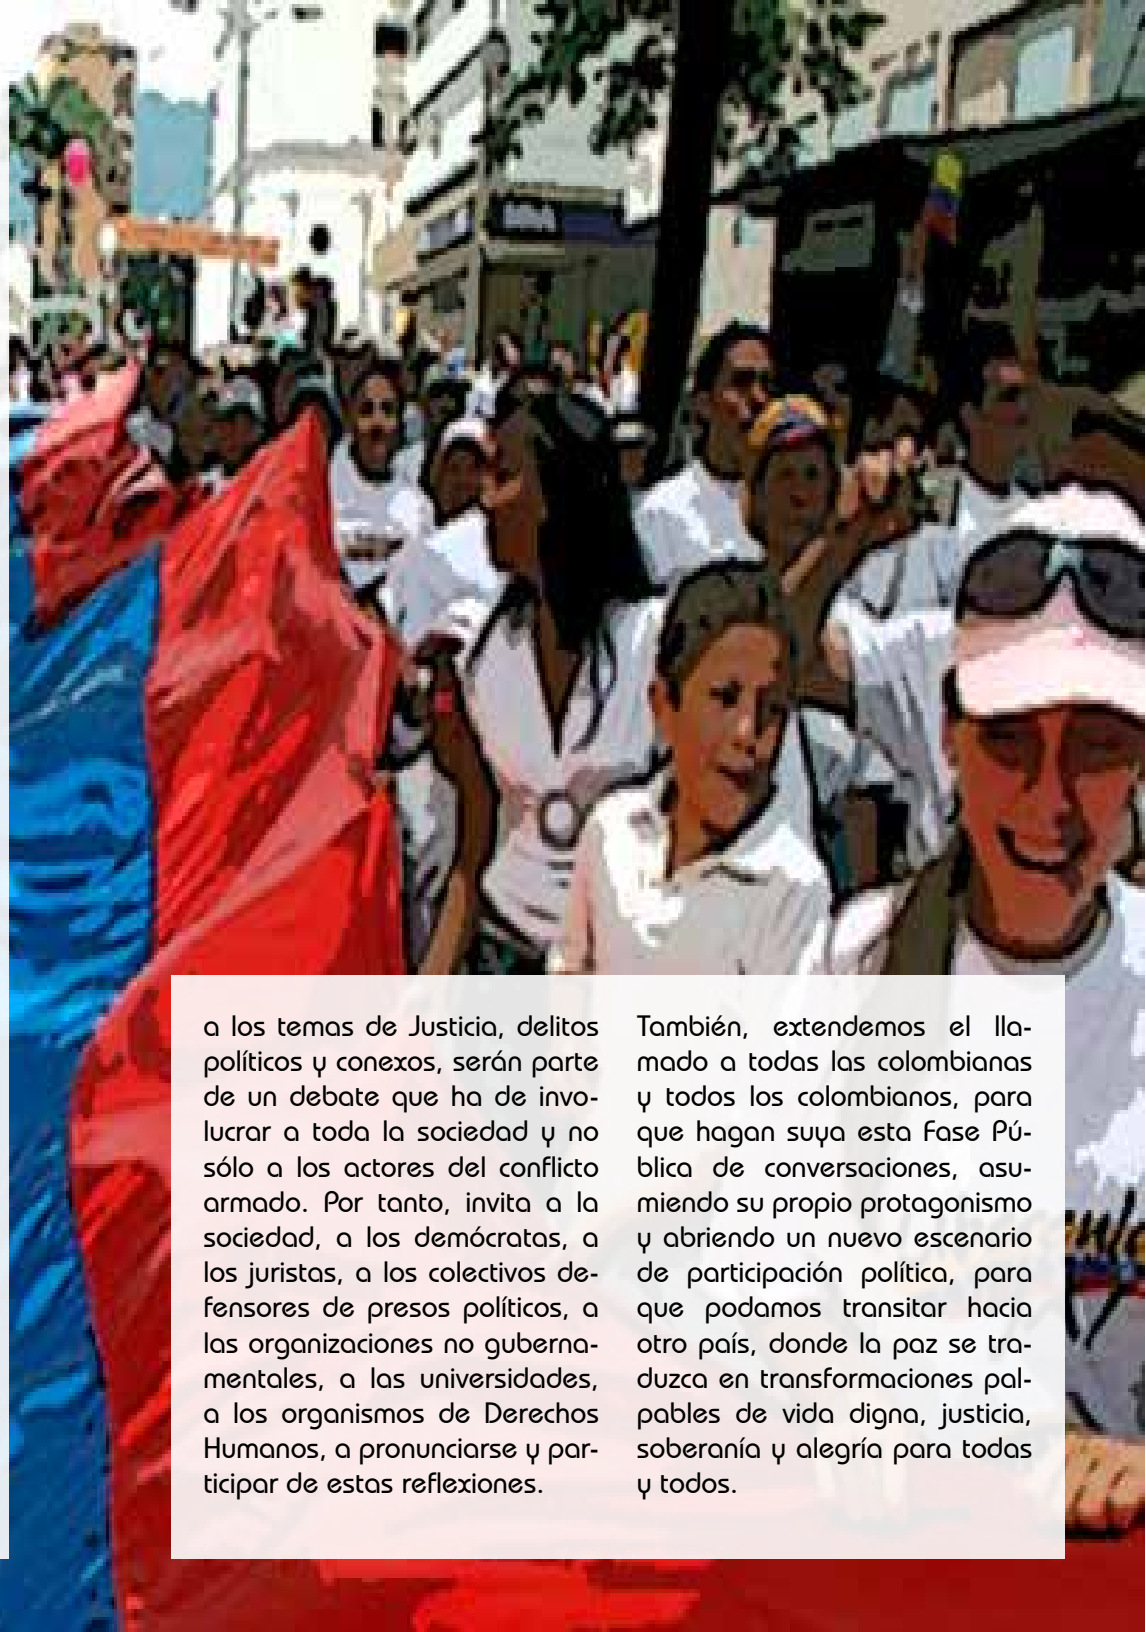 a los temas de Justicia, delitos
políticos y conexos, serán parte
de un debate que ha de invo-
lucrar a toda la sociedad y no
sólo a los actores del conflicto
armado. Por tanto, invita a la
sociedad, a los demócratas, a
los juristas, a los colectivos de-
fensores de presos políticos, a
las organizaciones no guberna-
mentales, a las universidades,
a los organismos de Derechos
Humanos, a pronunciarse y par-
ticipar de estas reflexiones.
También, extendemos el lla-
mado a todas las colombianas
y todos los colombianos, para
que hagan suya esta Fase Pú-
blica de conversaciones, asu-
miendo su propio protagonismo
y abriendo un nuevo escenario
de participación política, para
que podamos transitar hacia
otro país, donde la paz se tra-
duzca en transformaciones pal-
pables de vida digna, justicia,
soberanía y alegría para todas
y todos.